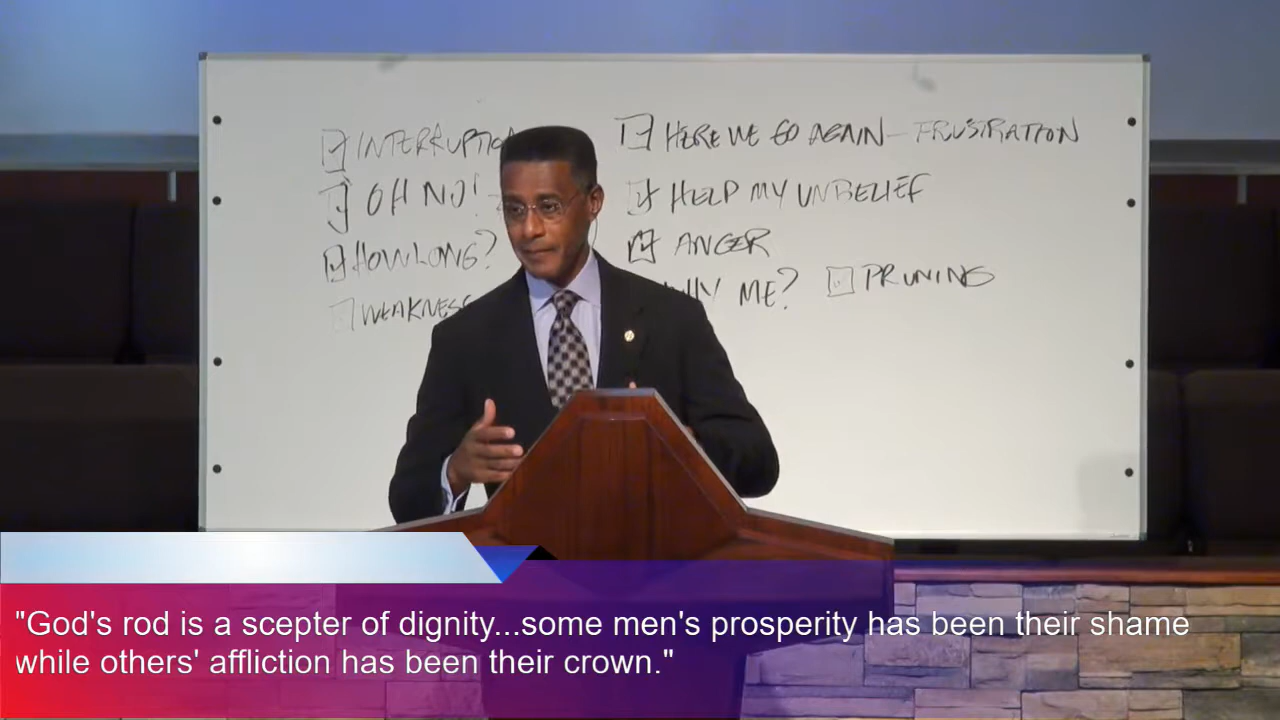 INTERRUPTIO
OH NO!
HOW LONG?
WEAKNESS
HERE WE GO AGAIN - FRUSTRATION
HELP MY UNBELIEF
ANGER
WHY ME?
PRUNING
"God's rod is a scepter of dignity...some men's prosperity has been their shame
while others' affliction has been their crown."